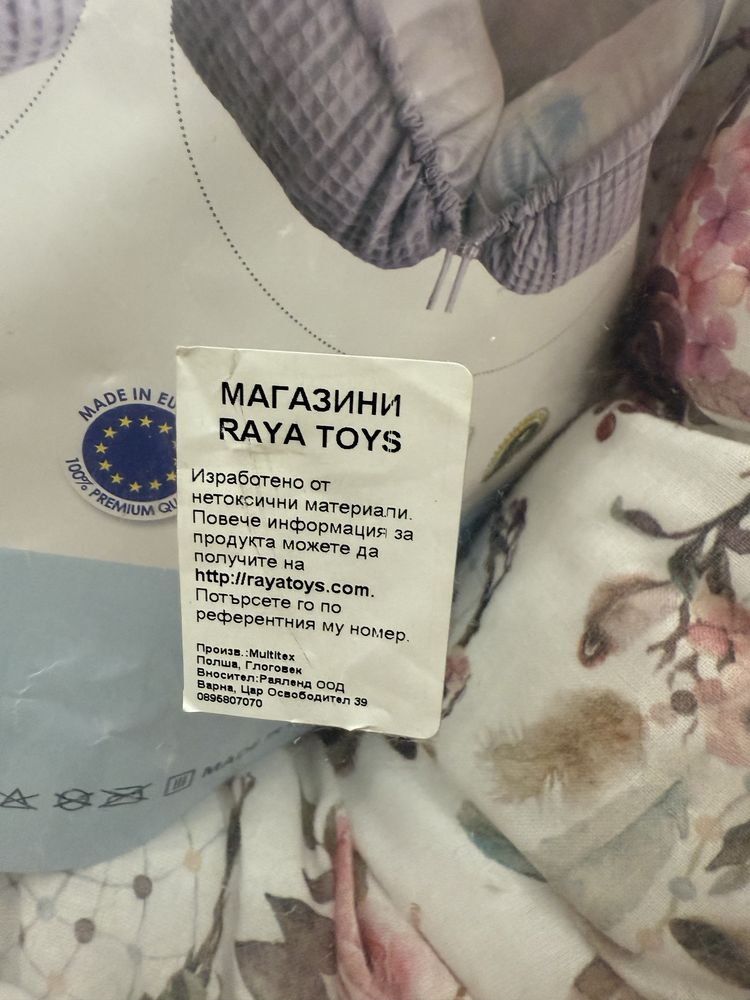 MADE IN EU
100% PREMIUM QU
МАГАЗИНИ
RAYA TOYS
Изработено от
нетоксични материали.
Повече информация за
продукта можете да
получите на
http://rayatoys.com.
Потърсете го по
референтния му номер.
Произв.:Multitex
Полша, Глоговек
Вносител:Раяленд ООД
Варна, Цар Освободител 39
0895807070